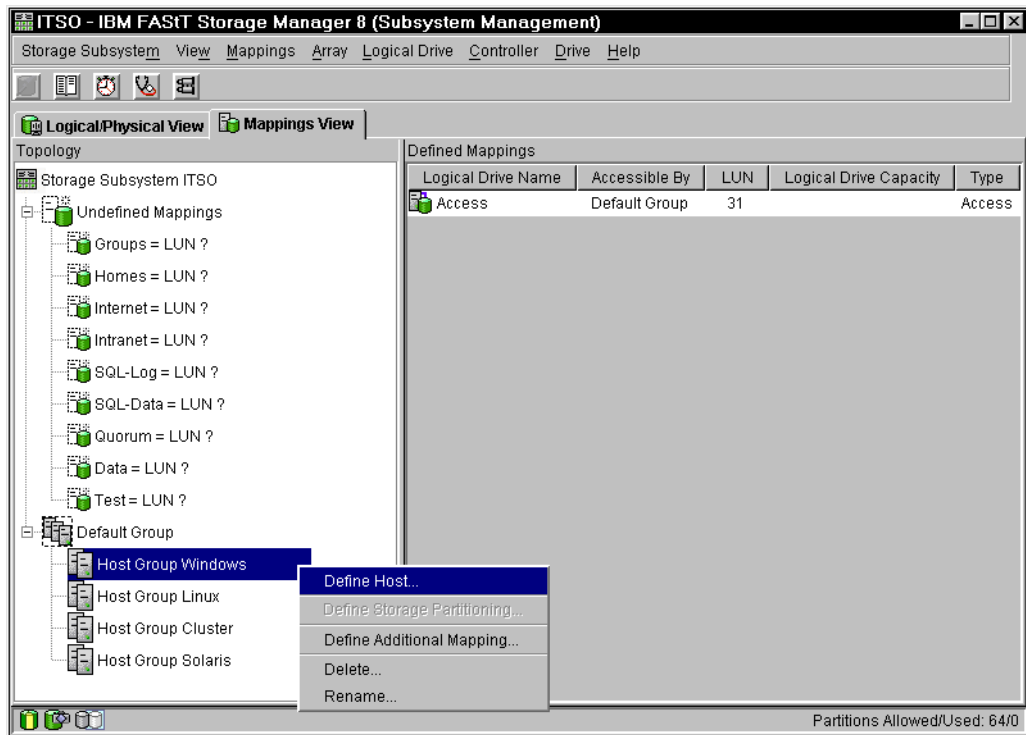 ITSO - IBM FAStT Storage Manager 8 (Subsystem Management)
Storage Subsystem View Mappings Array Logical Drive Controller Drive Help
Logical/Physical View Mappings View
Topology
Storage Subsystem ITSO
Undefined Mappings
Groups = LUN ?
Homes = LUN ?
Internet = LUN ?
Intranet = LUN ?
SQL-Log = LUN ?
SQL-Data = LUN ?
Quorum = LUN ?
Data = LUN ?
Test = LUN ?
Default Group
Host Group Windows
Host Group Linux
Host Group Cluster
Host Group Solaris
Defined Mappings
Logical Drive Name Accessible By LUN Logical Drive Capacity Type
Access Default Group 31 Access
Define Host...
Define Storage Partitioning...
Define Additional Mapping...
Delete...
Rename...
Partitions Allowed/Used: 64/0